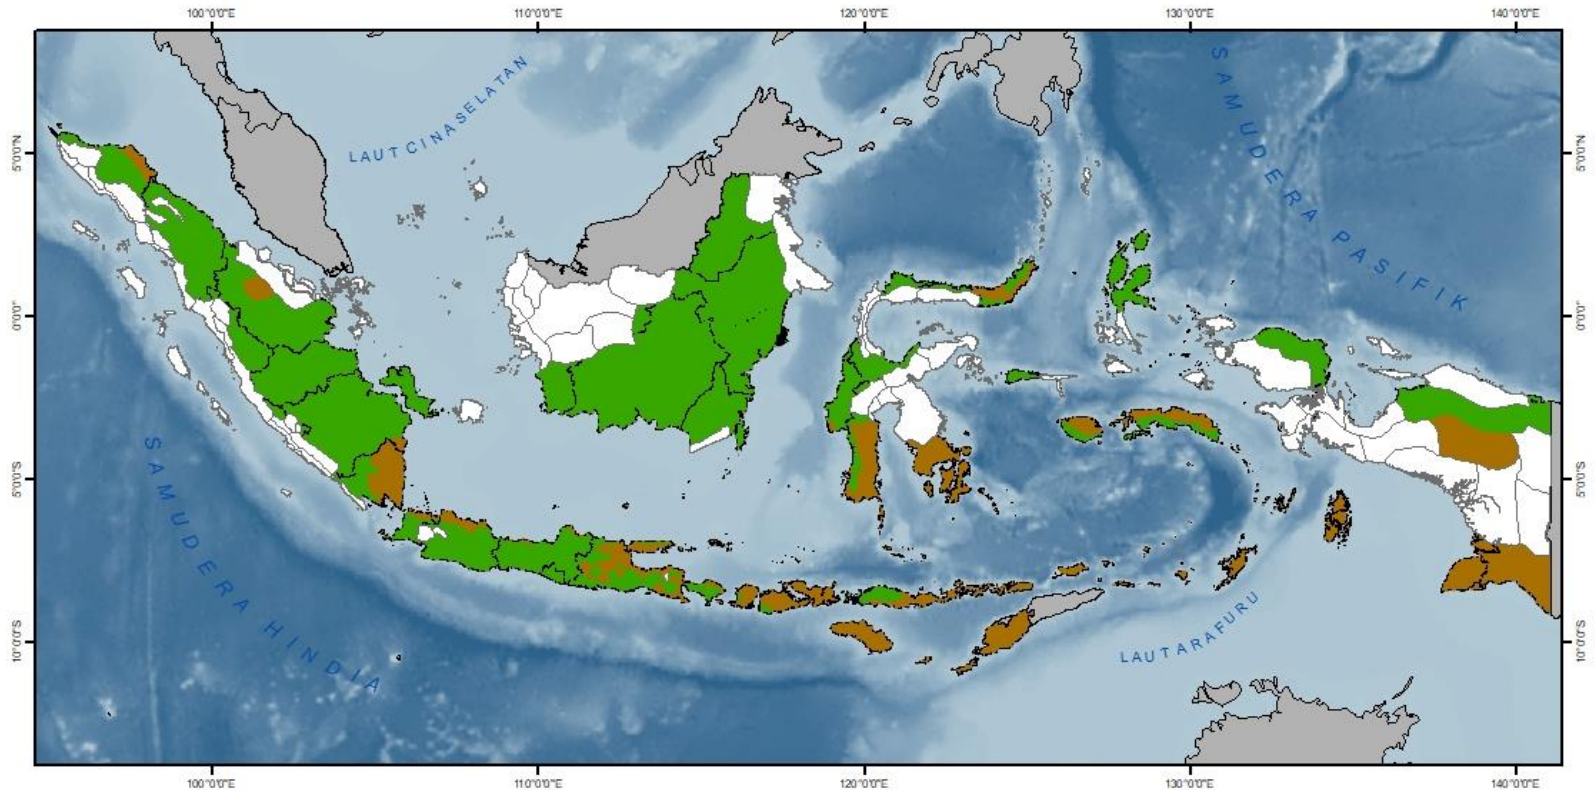 100°0'0"E 110°0'0"E 120°0'0"E 130°0'0"E 140°0'0"E
LAUT CINA SELATAN
SAMUDERA PASIFIK
5°0'0"N 5°0'0"N
0°0'0"S 0°0'0"S
5°0'0"S 5°0'0"S
SAMUDERA HINDIA
10°0'0"S 10°0'0"S
LAUT ARAFURU
100°0'0"E 110°0'0"E 120°0'0"E 130°0'0"E 140°0'0"E